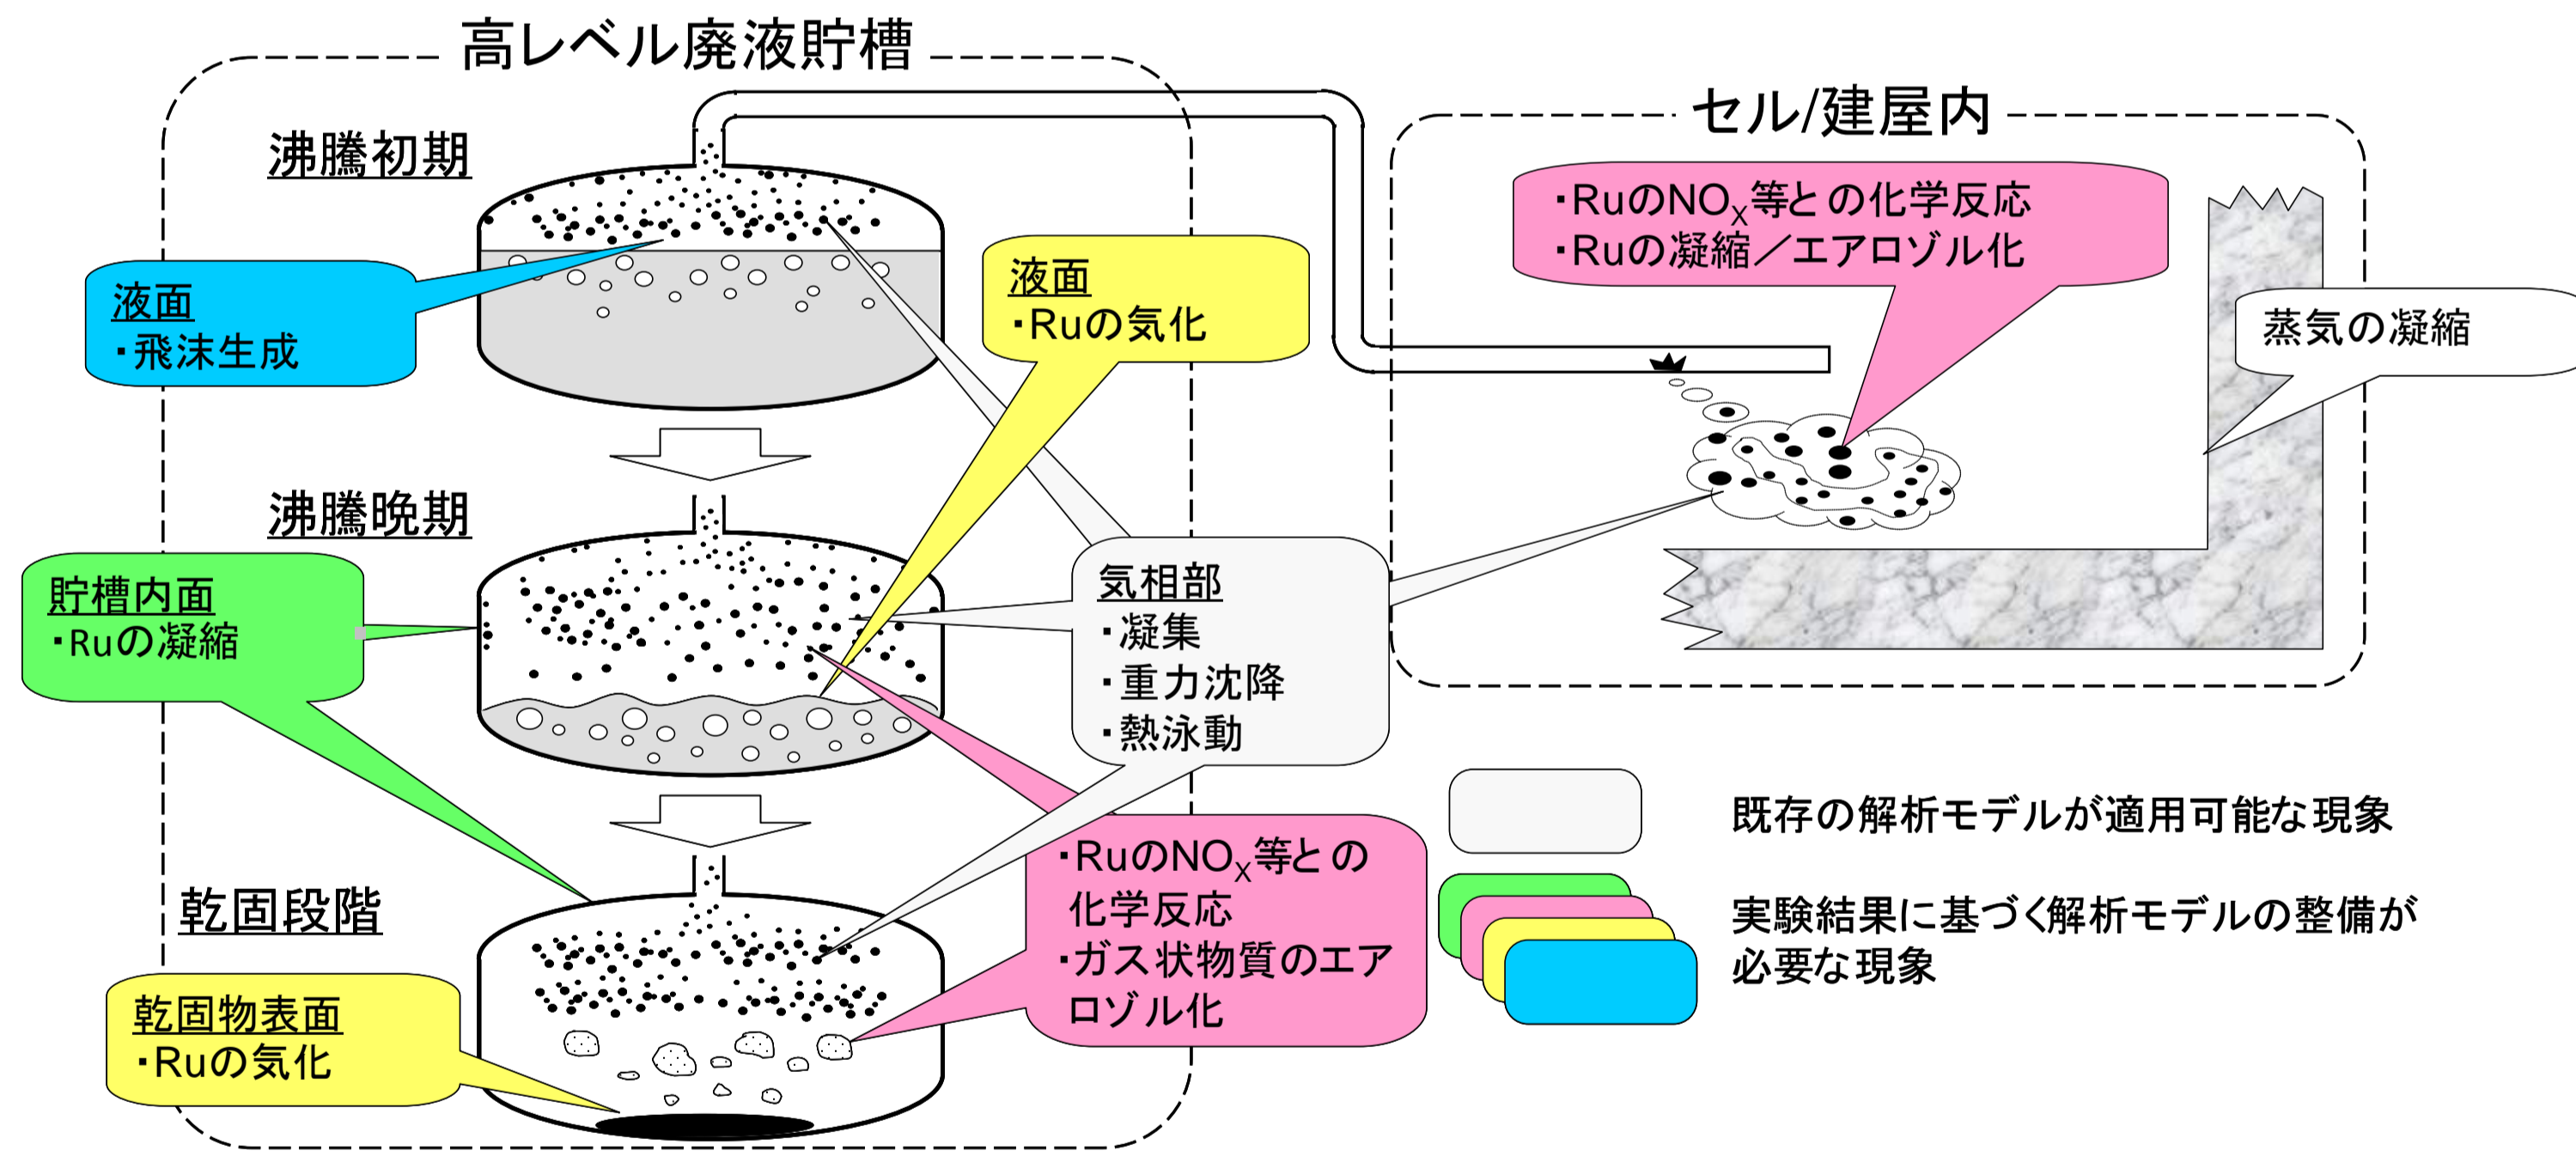 高レベル廃液貯槽
セル/建屋内
沸騰初期
・RuのNOX等との化学反応
・Ruの凝縮／エアロゾル化
液面
・飛沫生成
液面
・Ruの気化
蒸気の凝縮
沸騰晩期
貯槽内面
・Ruの凝縮
気相部
・凝集
・重力沈降
・熱泳動
・RuのNOX等との
化学反応
・ガス状物質のエア
ロゾル化
乾固段階
乾固物表面
・Ruの気化
既存の解析モデルが適用可能な現象
実験結果に基づく解析モデルの整備が
必要な現象